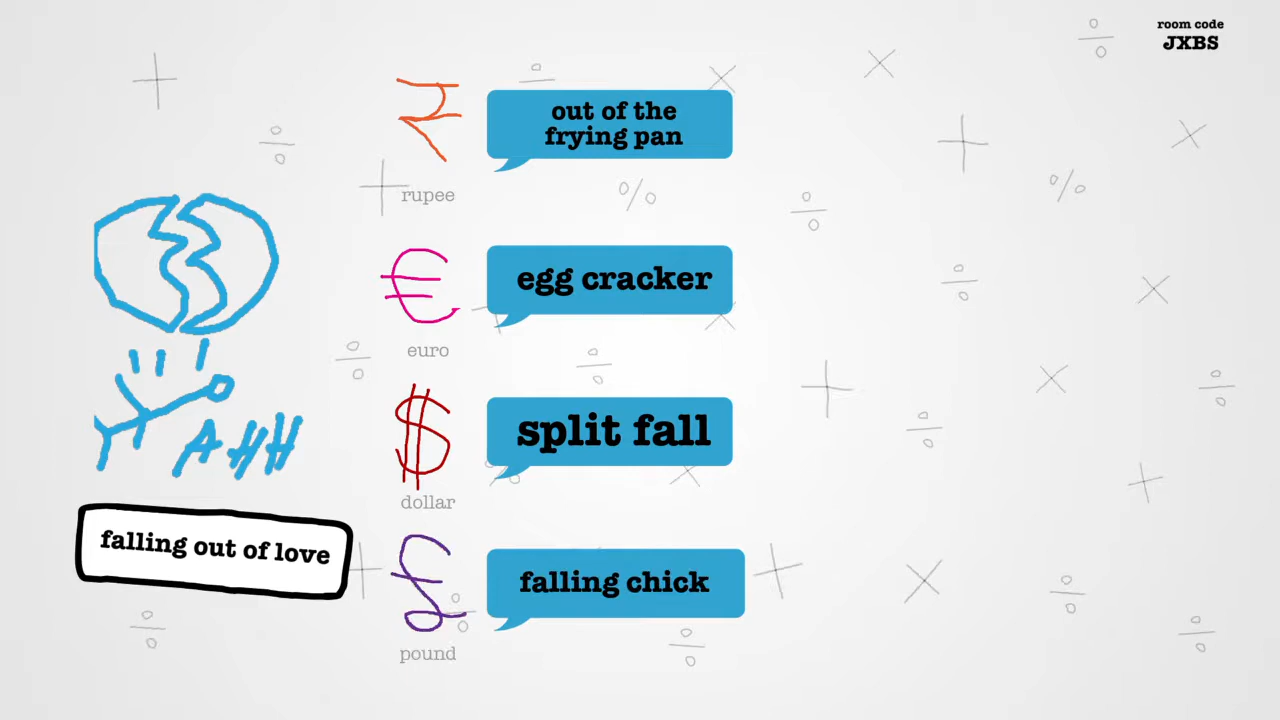 room code
JXBS
out of the
frying pan
rupee
egg cracker
euro
split fall
dollar
AHH
falling out of love
falling chick
pound